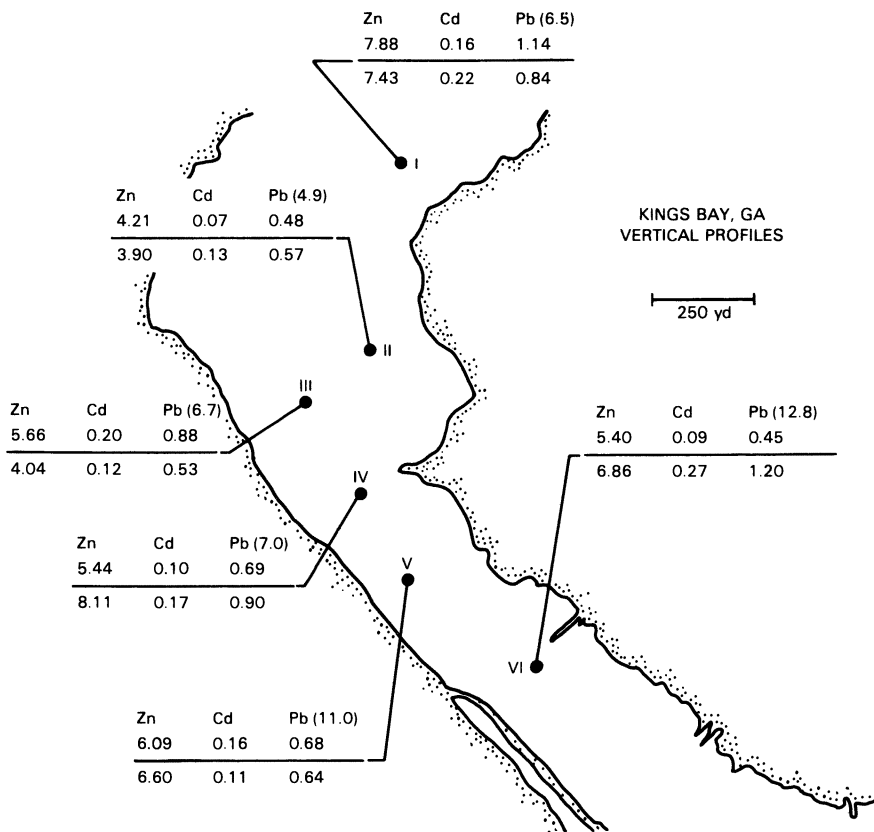 Zn Cd Pb (6.5)
7.88 0.16 1.14
7.43 0.22 0.84
I
Zn Cd Pb (4.9)
4.21 0.07 0.48
3.90 0.13 0.57
II
KINGS BAY, GA
VERTICAL PROFILES
250 yd
III
Zn Cd Pb (6.7)
5.66 0.20 0.88
4.04 0.12 0.53
Zn Cd Pb (12.8)
5.40 0.09 0.45
6.86 0.27 1.20
IV
Zn Cd Pb (7.0)
5.44 0.10 0.69
8.11 0.17 0.90
V
VI
Zn Cd Pb (11.0)
6.09 0.16 0.68
6.60 0.11 0.64